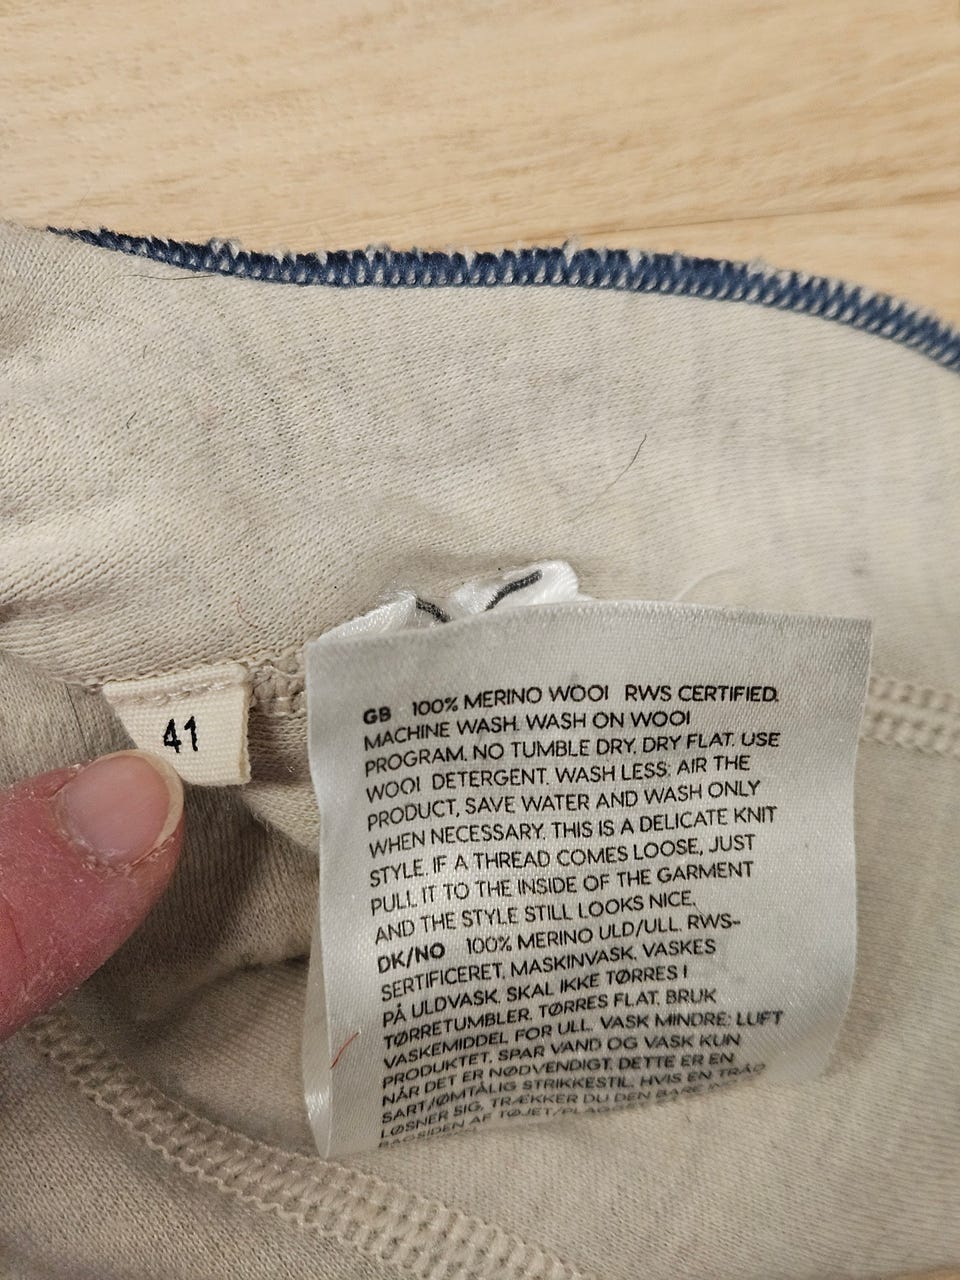 41
GB 100% MERINO WOOL RWS CERTIFIED.
MACHINE WASH. WASH ON WOOL
PROGRAM. NO TUMBLE DRY. DRY FLAT. USE
WOOL DETERGENT. WASH LESS: AIR THE
PRODUCT, SAVE WATER AND WASH ONLY
WHEN NECESSARY. THIS IS A DELICATE KNIT
STYLE. IF A THREAD COMES LOOSE, JUST
PULL IT TO THE INSIDE OF THE GARMENT
AND THE STYLE STILL LOOKS NICE.
DK/NO 100% MERINO ULD/ULL. RWS-
SERTIFICERET. MASKINVASK. VASKES
PÅ ULDVASK. SKAL IKKE TØRRES I
TØRRETUMBLER. TØRRES FLAT. BRUK
VASKEMIDDEL FOR ULL. VASK MINDRE: LUFT
PRODUKTET, SPAR VAND OG VASK KUN
NÅR DET ER NØDVENDIGT. DETTE ER EN
SART/ØMTÅLIG STRIKKESTIL, HVIS EN TRÅD
LØSNER SIG, TRÆKKER DU DEN BARE
BAGSIDEN AF TØJET/PLAGGET